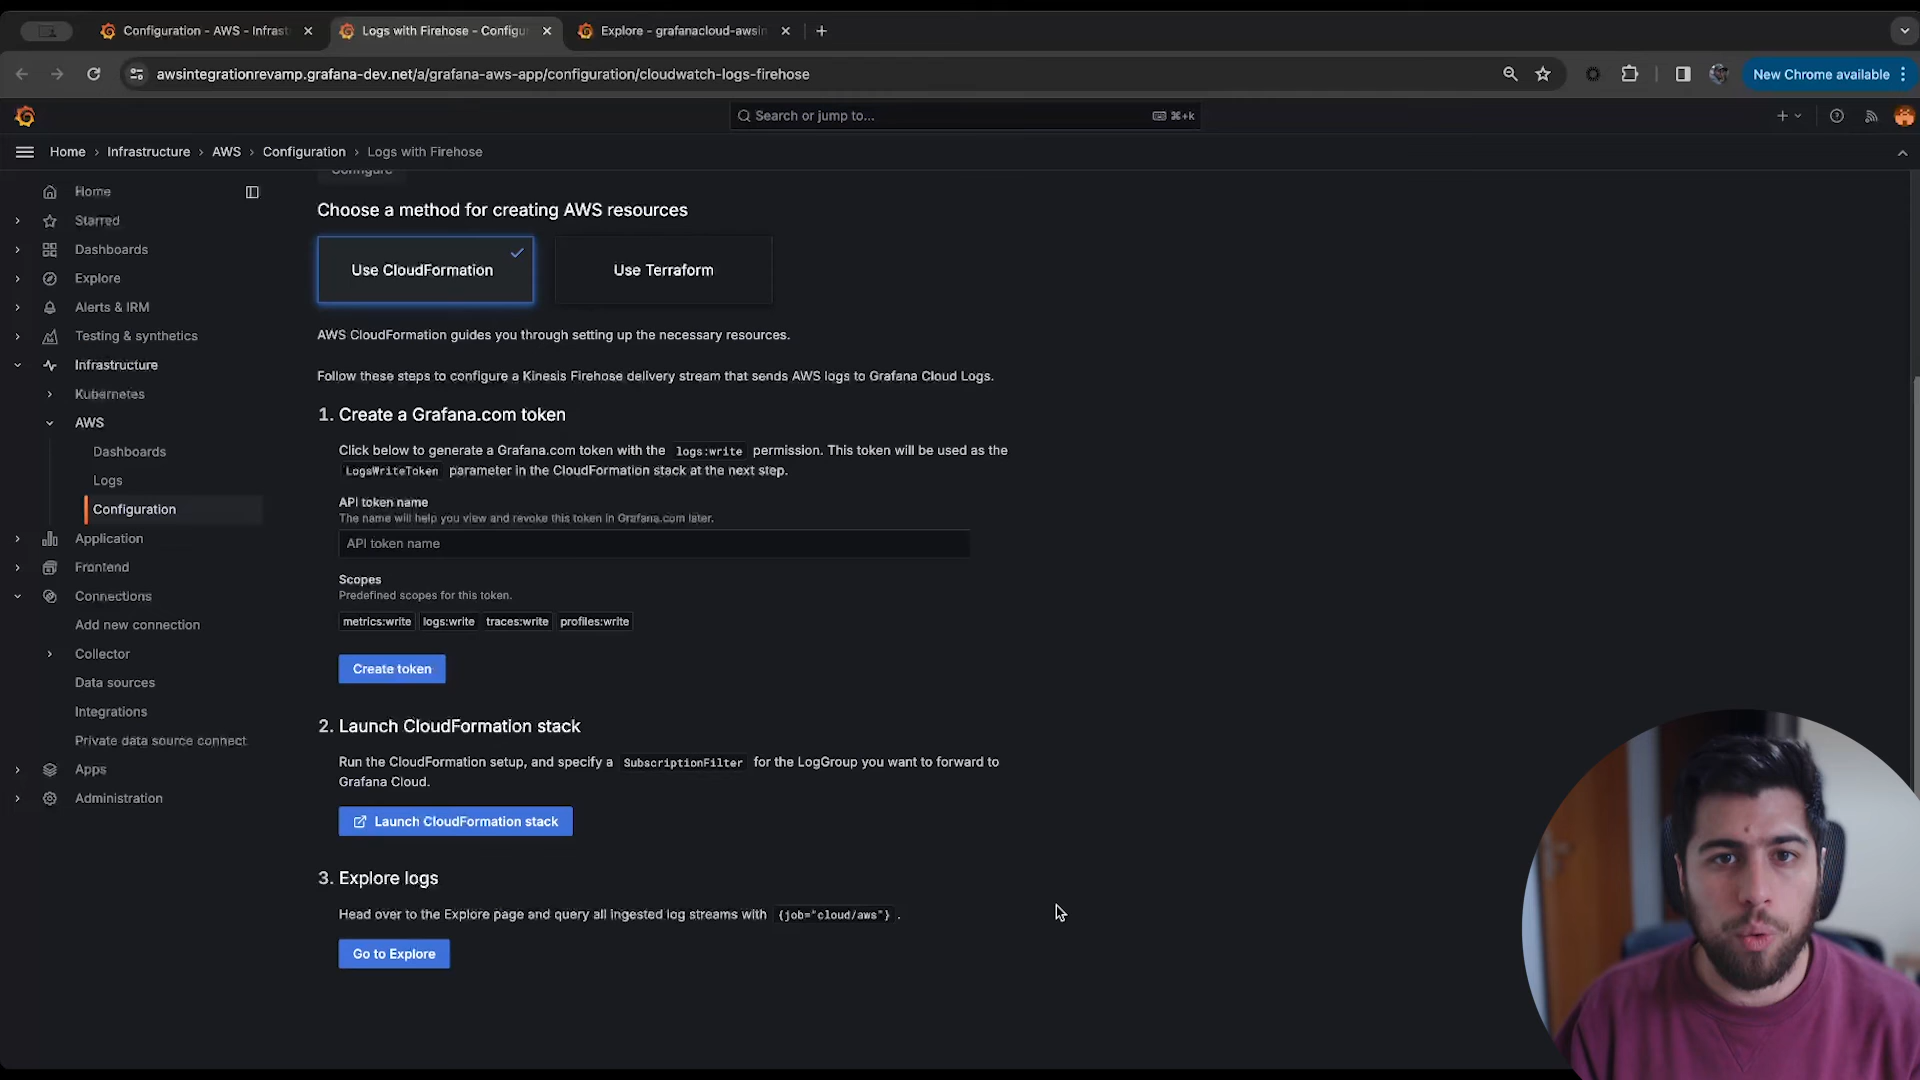 Configuration - AWS - Infrast
Logs with Firehose - Configu
Explore - grafanacloud-awsin
awsintegrationrevamp.grafana-dev.net/a/grafana-aws-app/configuration/cloudwatch-logs-firehose
New Chrome available
Search or jump to...
⌘+k
Home › Infrastructure › AWS › Configuration › Logs with Firehose
Home
Starred
Dashboards
Explore
Alerts & IRM
Testing & synthetics
Infrastructure
Kubernetes
AWS
Dashboards
Logs
Configuration
Application
Frontend
Connections
Add new connection
Collector
Data sources
Integrations
Private data source connect
Apps
Administration
Configure
Choose a method for creating AWS resources
Use CloudFormation
Use Terraform
AWS CloudFormation guides you through setting up the necessary resources.
Follow these steps to configure a Kinesis Firehose delivery stream that sends AWS logs to Grafana Cloud Logs.
1. Create a Grafana.com token
Click below to generate a Grafana.com token with the logs:write permission. This token will be used as the
LogsWriteToken parameter in the CloudFormation stack at the next step.
API token name
The name will help you view and revoke this token in Grafana.com later.
API token name
Scopes
Predefined scopes for this token.
metrics:write logs:write traces:write profiles:write
Create token
2. Launch CloudFormation stack
Run the CloudFormation setup, and specify a SubscriptionFilter for the LogGroup you want to forward to
Grafana Cloud.
Launch CloudFormation stack
3. Explore logs
Head over to the Explore page and query all ingested log streams with {job="cloud/aws"} .
Go to Explore